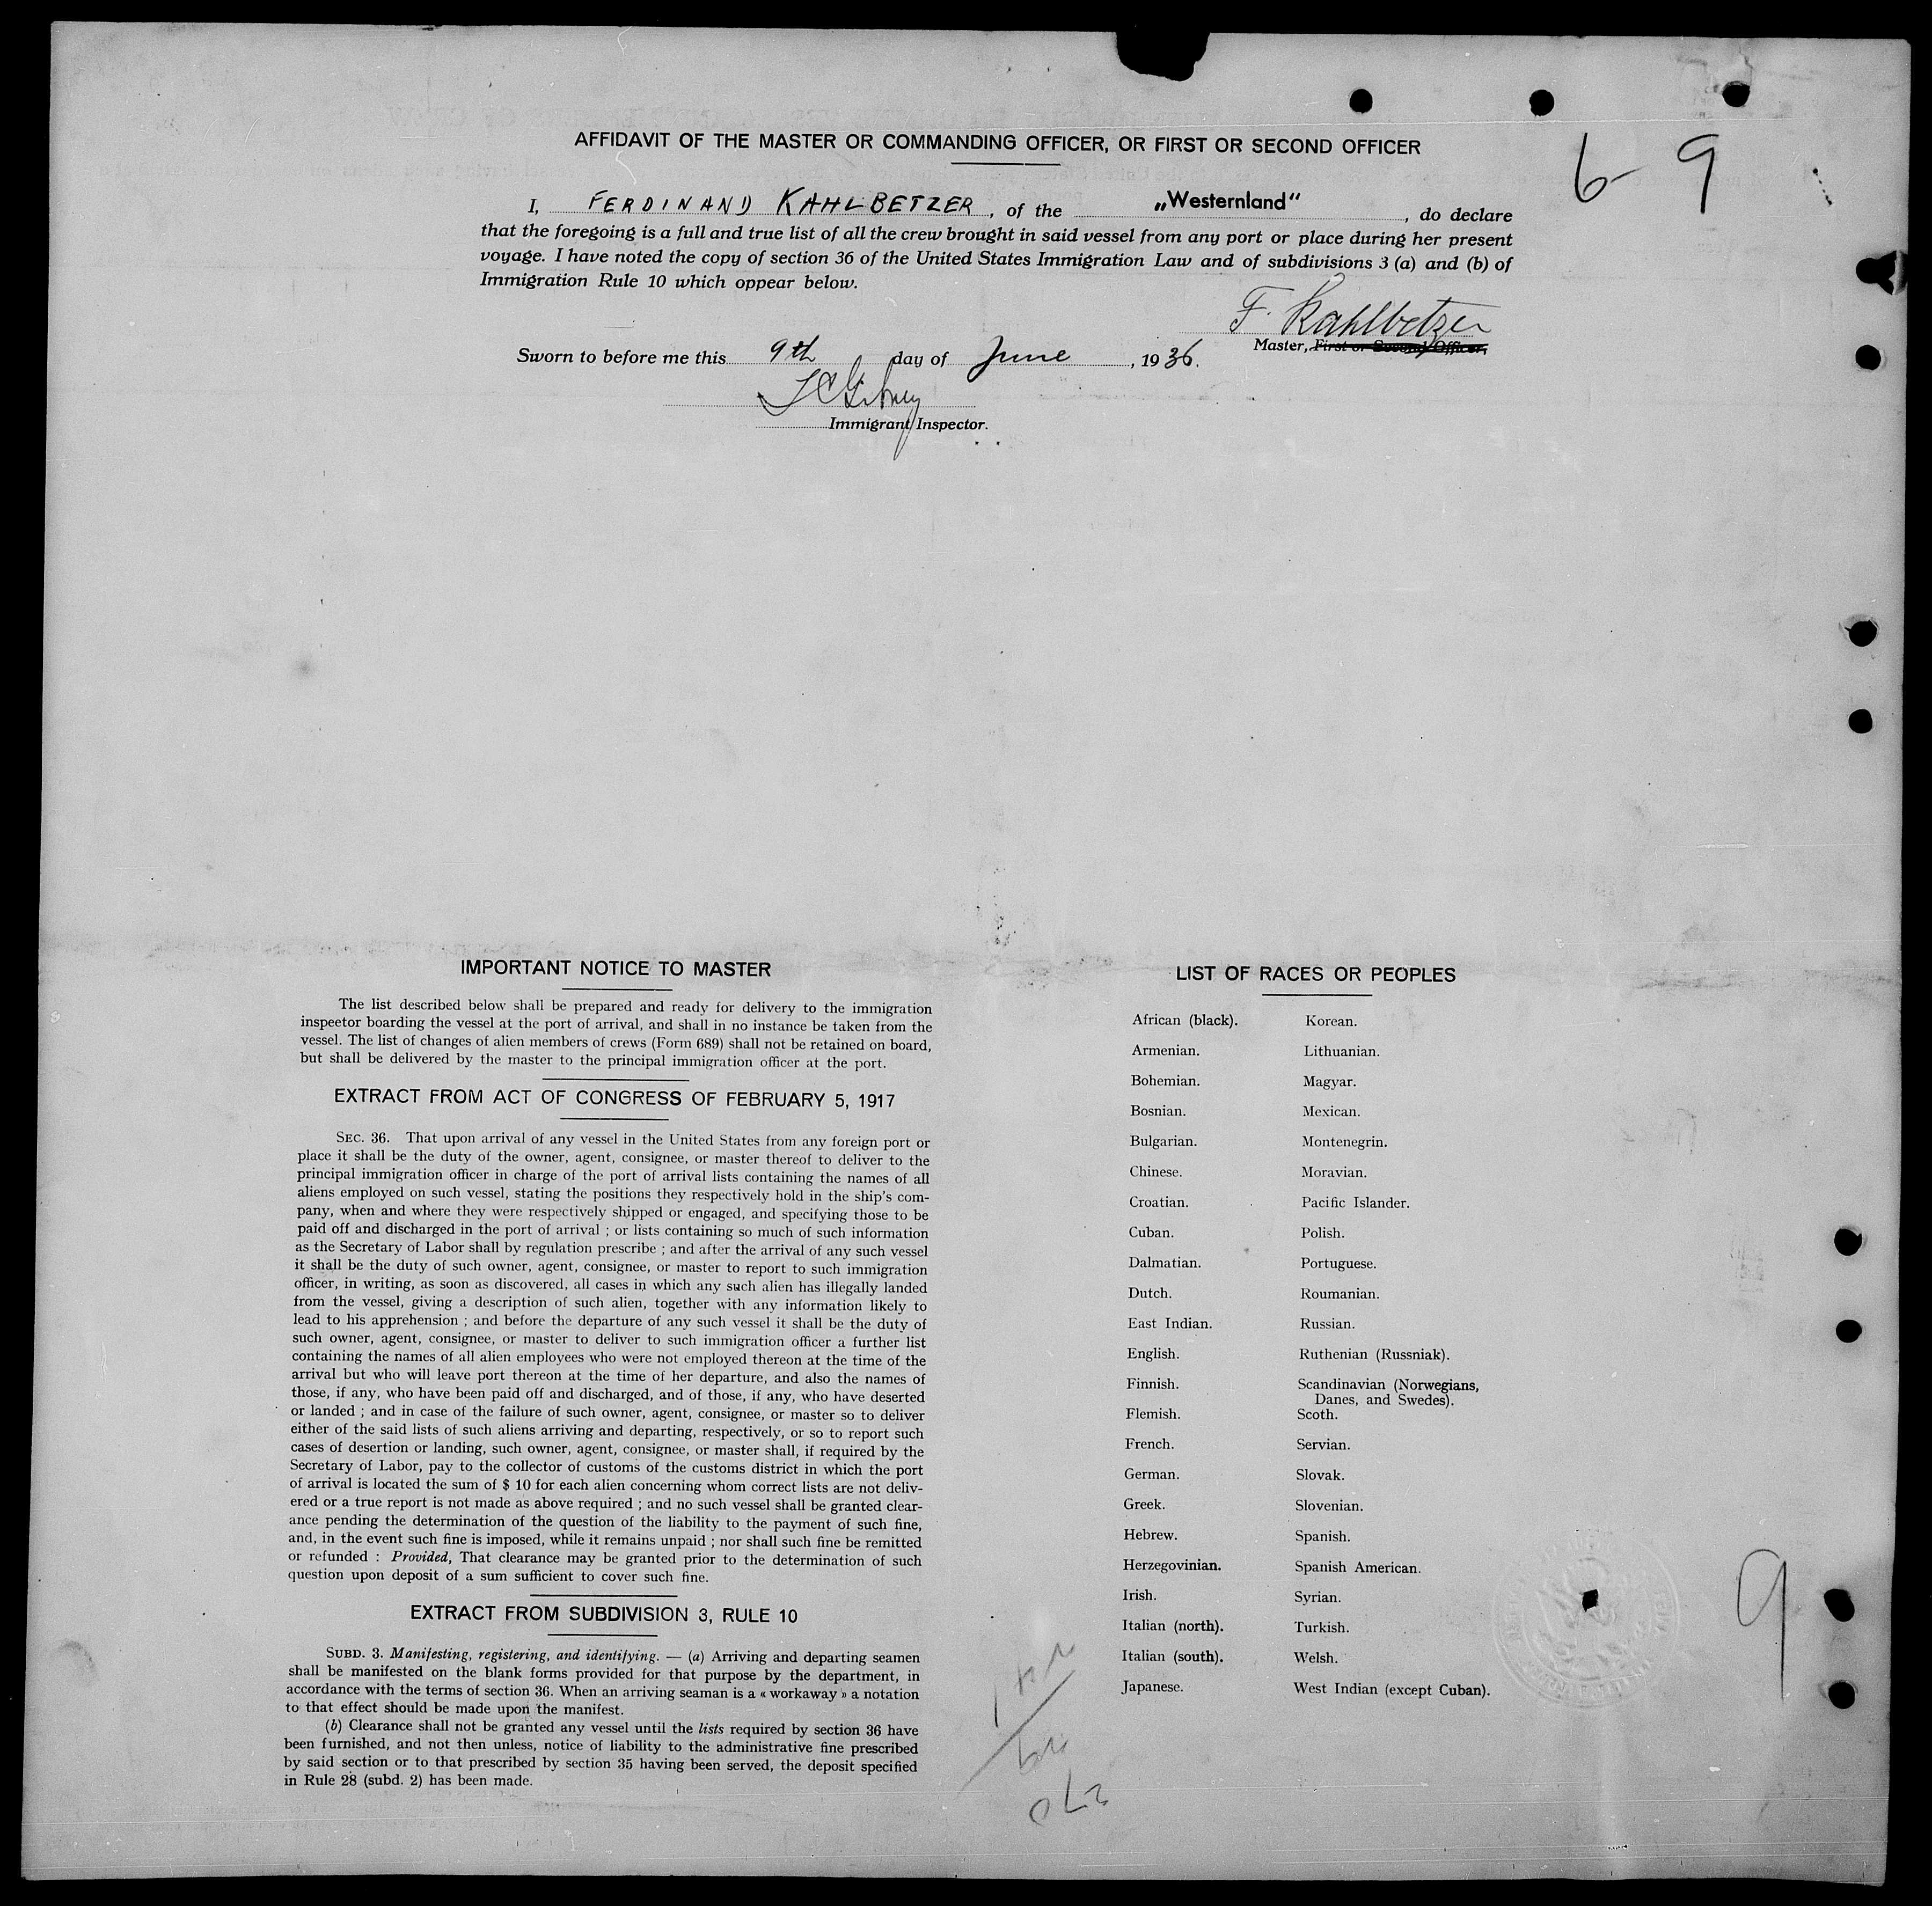 AFFIDAVIT OF THE MASTER OR COMMANDING OFFICER, OR FIRST OR SECOND OFFICER
6- 9
I, FERDINAND KAHLBETZER, of the „Westernland“, do declare
that the foregoing is a full and true list of all the crew brought in said vessel from any port or place during her present
voyage. I have noted the copy of section 36 of the United States Immigration Law and of subdivisions 3 (a) and (b) of
Immigration Rule 10 which oppear below.
F. Kahlbetzer
Master, First or Second Officer,
Sworn to before me this 9th day of June, 1936.
Immigrant Inspector.
IMPORTANT NOTICE TO MASTER
The list described below shall be prepared and ready for delivery to the immigration
inspeetor boarding the vessel at the port of arrival, and shall in no instance be taken from the
vessel. The list of changes of alien members of crews (Form 689) shall not be retained on board,
but shall be delivered by the master to the principal immigration officer at the port.
EXTRACT FROM ACT OF CONGRESS OF FEBRUARY 5, 1917
SEC. 36. That upon arrival of any vessel in the United States from any foreign port or
place it shall be the duty of the owner, agent, consignee, or master thereof to deliver to the
principal immigration officer in charge of the port of arrival lists containing the names of all
aliens employed on such vessel, stating the positions they respectively hold in the ship's com-
pany, when and where they were respectively shipped or engaged, and specifying those to be
paid off and discharged in the port of arrival ; or lists containing so much of such information
as the Secretary of Labor shall by regulation prescribe ; and after the arrival of any such vessel
it shall be the duty of such owner, agent, consignee, or master to report to such immigration
officer, in writing, as soon as discovered, all cases in which any such alien has illegally landed
from the vessel, giving a description of such alien, together with any information likely to
lead to his apprehension ; and before the departure of any such vessel it shall be the duty of
such owner, agent, consignee, or master to deliver to such immigration officer a further list
containing the names of all alien employees who were not employed thereon at the time of the
arrival but who will leave port thereon at the time of her departure, and also the names of
those, if any, who have been paid off and discharged, and of those, if any, who have deserted
or landed ; and in case of the failure of such owner, agent, consignee, or master so to deliver
either of the said lists of such aliens arriving and departing, respectively, or so to report such
cases of desertion or landing, such owner, agent, consignee, or master shall, if required by the
Secretary of Labor, pay to the collector of customs of the customs district in which the port
of arrival is located the sum of $ 10 for each alien concerning whom correct lists are not deliv-
ered or a true report is not made as above required ; and no such vessel shall be granted clear-
ance pending the determination of the question of the liability to the payment of such fine,
and, in the event such fine is imposed, while it remains unpaid ; nor shall such fine be remitted
or refunded : Provided, That clearance may be granted prior to the determination of such
question upon deposit of a sum sufficient to cover such fine.
EXTRACT FROM SUBDIVISION 3, RULE 10
SUBD. 3. Manifesting, registering, and identifying. — (a) Arriving and departing seamen
shall be manifested on the blank forms provided for that purpose by the department, in
accordance with the terms of section 36. When an arriving seaman is a « workaway » a notation
to that effect should be made upon the manifest.
(b) Clearance shall not be granted any vessel until the lists required by section 36 have
been furnished, and not then unless, notice of liability to the administrative fine prescribed
by said section or to that prescribed by section 35 having been served, the deposit specified
in Rule 28 (subd. 2) has been made.
LIST OF RACES OR PEOPLES
African (black).
Armenian.
Bohemian.
Bosnian.
Bulgarian.
Chinese.
Croatian.
Cuban.
Dalmatian.
Dutch.
East Indian.
English.
Finnish.
Flemish.
French.
German.
Greek.
Hebrew.
Herzegovinian.
Irish.
Italian (north).
Italian (south).
Japanese.
Korean.
Lithuanian.
Magyar.
Mexican.
Montenegrin.
Moravian.
Pacific Islander.
Polish.
Portuguese.
Roumanian.
Russian.
Ruthenian (Russniak).
Scandinavian (Norwegians,
Danes, and Swedes).
Scoth.
Servian.
Slovak.
Slovenian.
Spanish.
Spanish American.
Syrian.
Turkish.
Welsh.
West Indian (except Cuban).
9